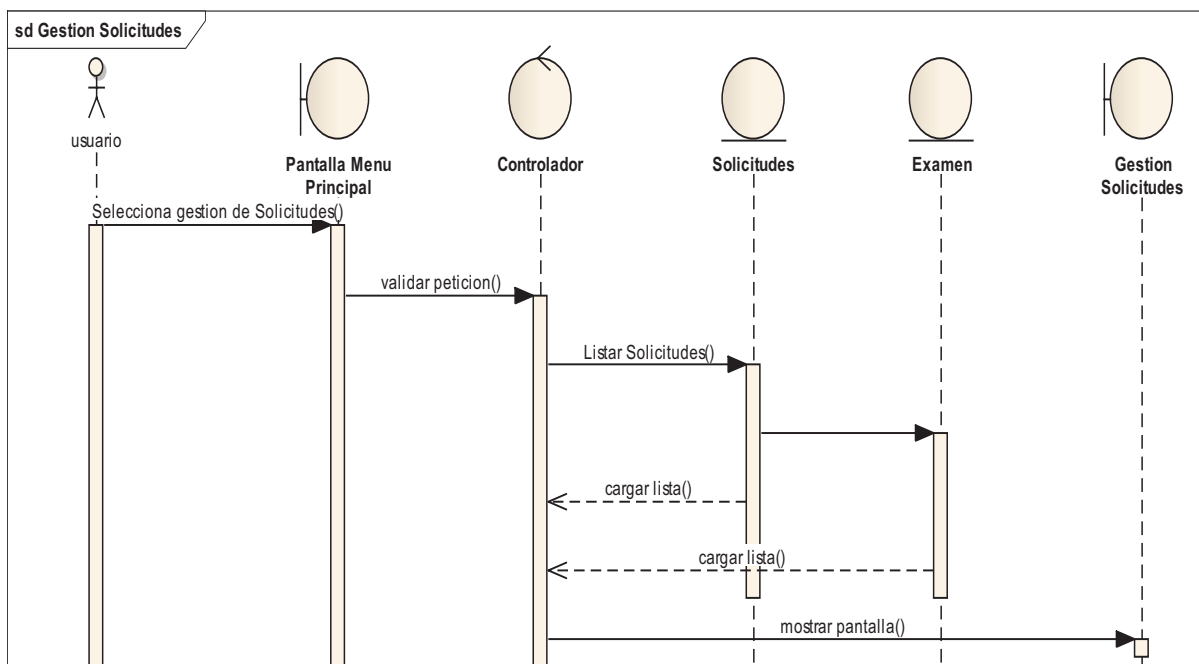 sd Gestion Solicitudes
usuario
Pantalla Menu
Principal
Controlador
Solicitudes
Examen
Gestion
Solicitudes
Selecciona gestion de Solicitudes()
validar peticion()
Listar Solicitudes()
cargar lista()
cargar lista()
mostrar pantalla()